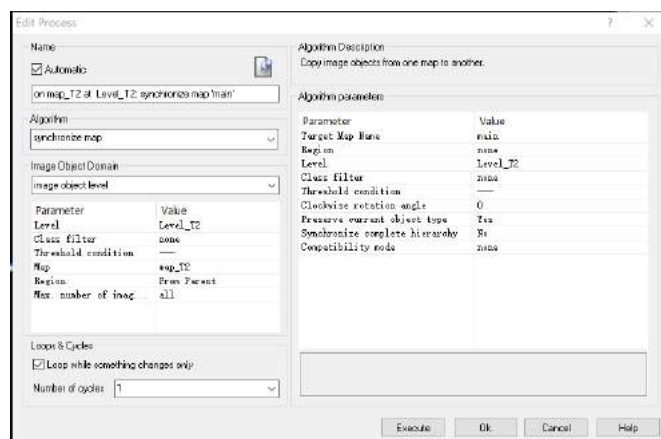 Edit Process
?
Name
Automatic
on map_T2 at Level_T2: synchronize map 'main'
Algorithm
synchronize map
Image Object Domain
image object level
Parameter Value
Level Level_T2
Class filter none
Threshold condition ----
Map map_T2
Region From Parent
Max. number of imag... all
Loops & Cycles
Loop while something changes only
Number of cycles 1
Algorithm Description
Copy image objects from one map to another.
Algorithm parameters
Parameter Value
Target Map Name main
Region none
Level Level_T2
Class filter none
Threshold condition ----
Clockwise rotation angle 0
Preserve current object type Yes
Synchronize complete hierarchy No
Compatibility mode none
Execute Ok Cancel Help